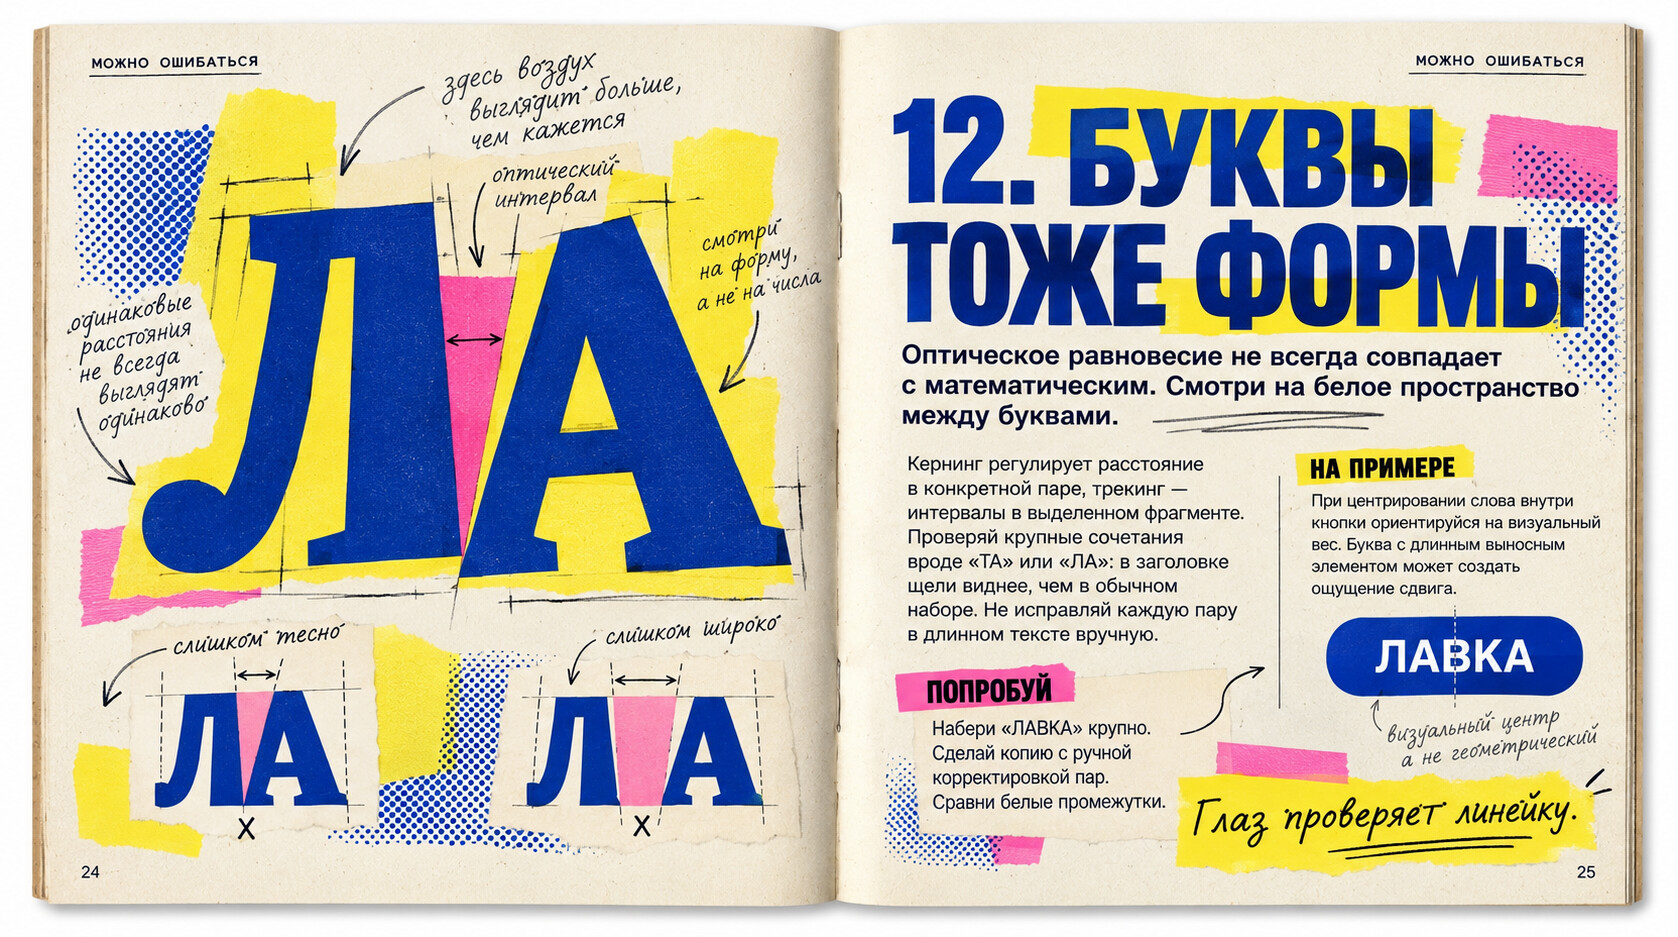 МОЖНО ОШИБАТЬСЯ
здесь воздух
выглядит больше,
чем кажется
оптический
интервал
смотри
на форму,
а не на числа
одинаковые
расстояния
не всегда
выглядят
одинаково
ЛА
слишком тесно
ЛА
X
слишком широко
ЛА
X
24
МОЖНО ОШИБАТЬСЯ
12. БУКВЫ
ТОЖЕ ФОРМЫ
Оптическое равновесие не всегда совпадает
с математическим. Смотри на белое пространство
между буквами.
Кернинг регулирует расстояние
в конкретной паре, трекинг —
интервалы в выделенном фрагменте.
Проверяй крупные сочетания
вроде «ТА» или «ЛА»: в заголовке
щели виднее, чем в обычном
наборе. Не исправляй каждую пару
в длинном тексте вручную.
ПОПРОБУЙ
Набери «ЛАВКА» крупно.
Сделай копию с ручной
корректировкой пар.
Сравни белые промежутки.
НА ПРИМЕРЕ
При центрировании слова внутри
кнопки ориентируйся на визуальный
вес. Буква с длинным выносным
элементом может создать
ощущение сдвига.
ЛАВКА
визуальный центр
а не геометрический
Глаз проверяет линейку.
25